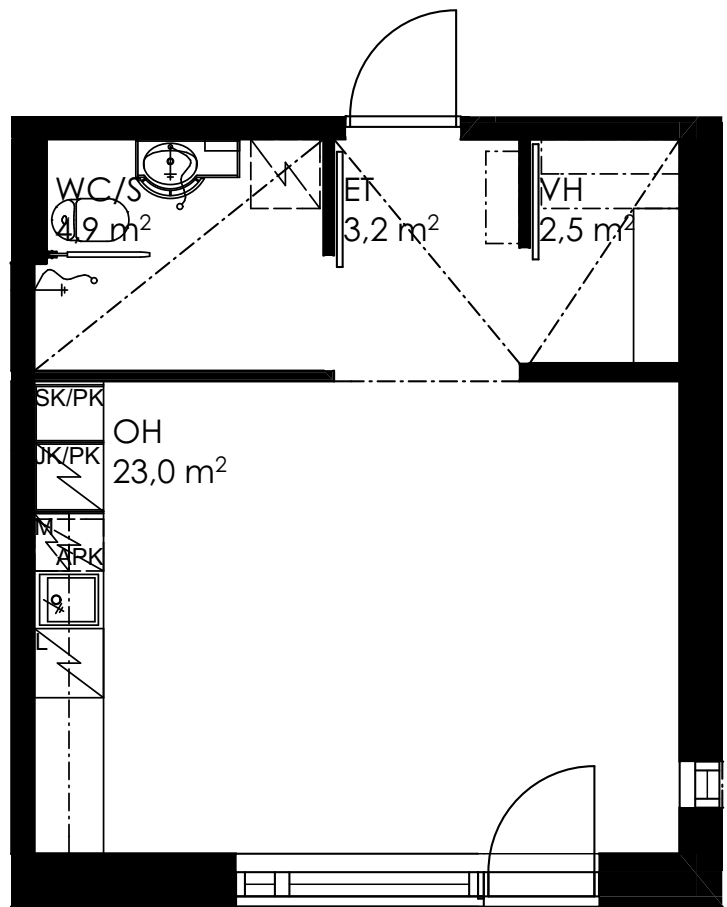 WC/S
4,9 m²
ET
3,2 m²
VH
2,5 m²
SK/PK
OH
23,0 m²
JK/PK
M
APK
L